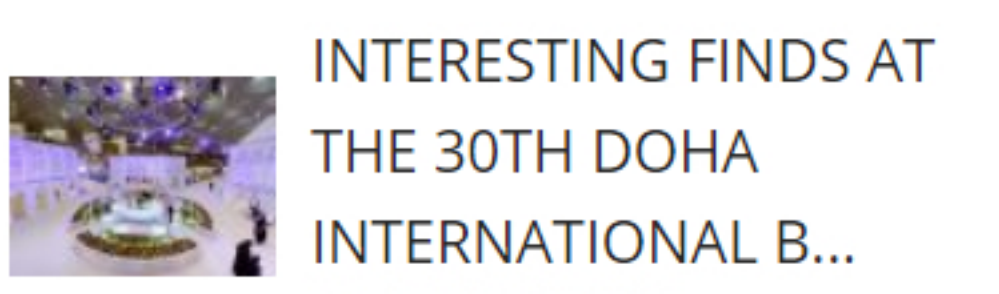 INTERESTING FINDS AT
THE 30TH DOHA
INTERNATIONAL B...